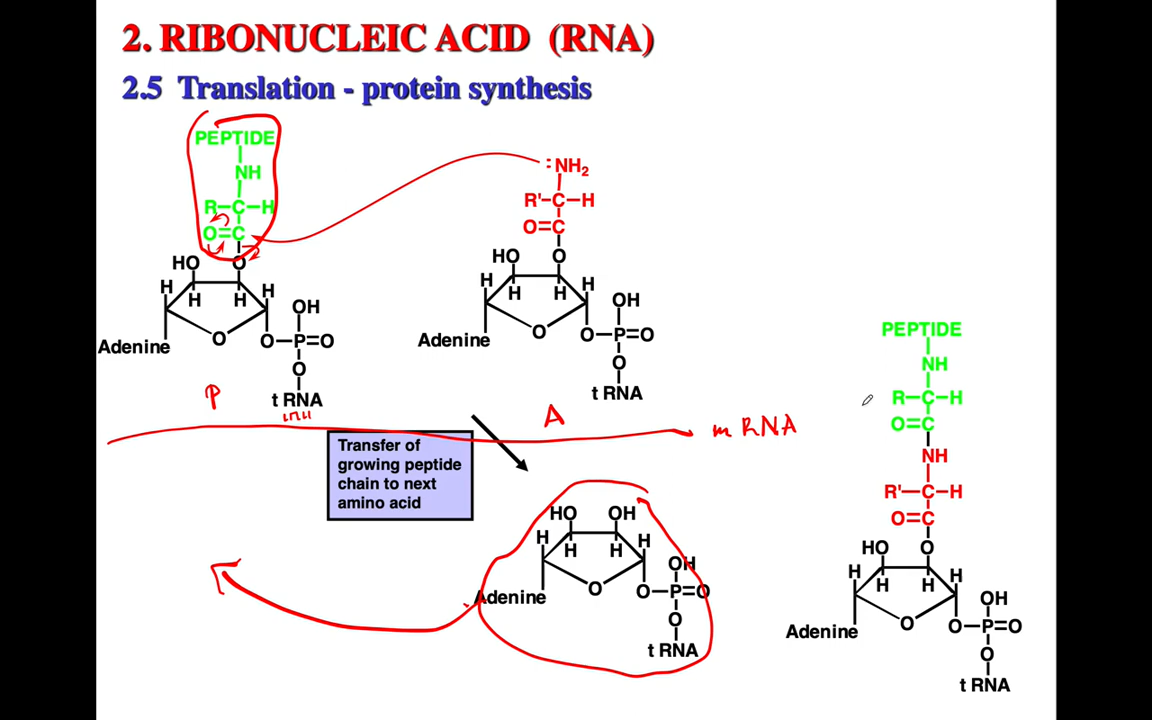 2. RIBONUCLEIC ACID (RNA)
2.5 Translation - protein synthesis
PEPTIDE
NH
R-C-H
O=C
HO O
H H
H H
O
OH
O-P=O
O
Adenine
t RNA
P
:NH2
R'-C-H
O=C
HO O
H H
H H
O
OH
O-P=O
O
Adenine
t RNA
A
m RNA
Transfer of
growing peptide
chain to next
amino acid
HO OH
H H
H H
O
OH
O-P=O
O
Adenine
t RNA
PEPTIDE
NH
R-C-H
O=C
NH
R'-C-H
O=C
HO O
H H
H H
O
OH
O-P=O
O
Adenine
t RNA